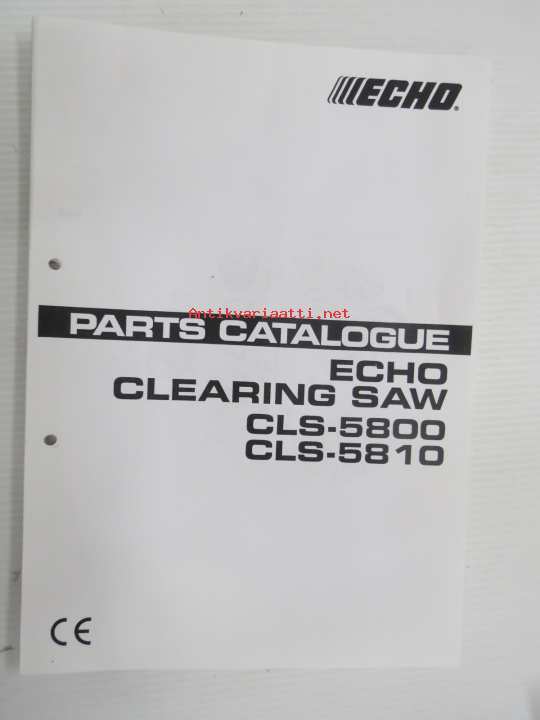 ECHO®
Antikvariaatti.net
PARTS CATALOGUE
ECHO
CLEARING SAW
CLS-5800
CLS-5810
CE